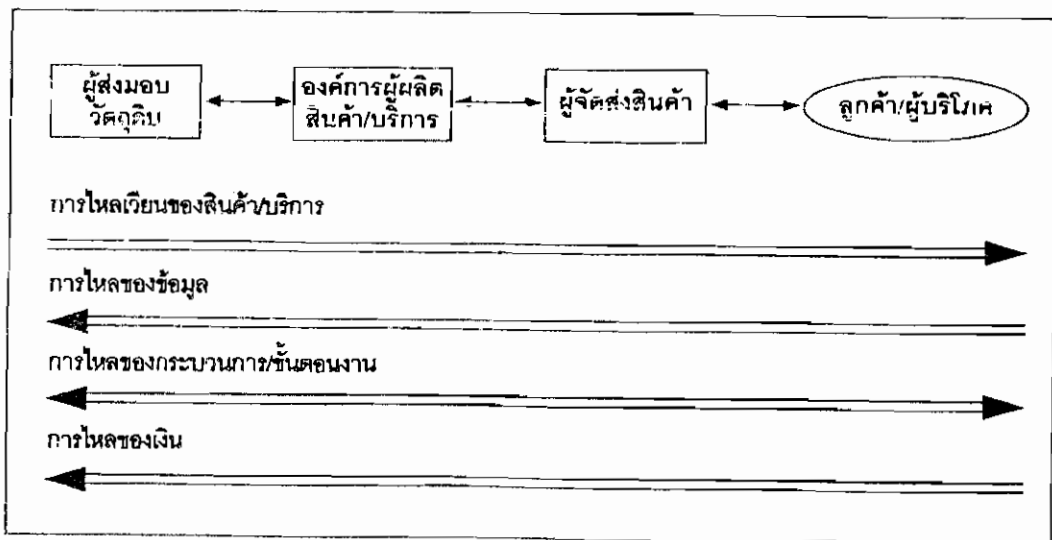 ผู้ส่งมอบ
วัตถุดิบ
องค์การผู้ผลิต
สินค้า/บริการ
ผู้จัดส่งสินค้า
ลูกค้า/ผู้บริโภค
การไหลเวียนของสินค้า/บริการ
การไหลของข้อมูล
การไหลของกระบวนการ/ขั้นตอนงาน
การไหลของเงิน